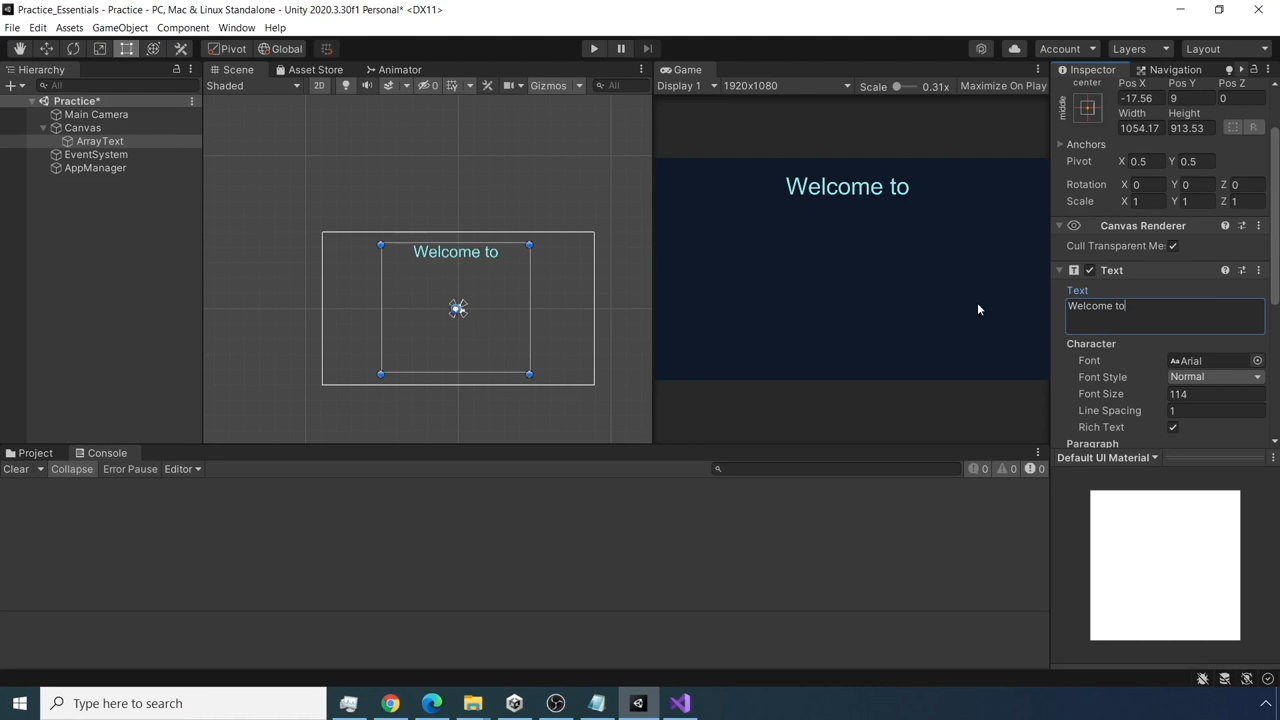 Practice_Essentials - Practice - PC, Mac & Linux Standalone - Unity 2020.3.30f1 Personal* <DX11>
File Edit Assets GameObject Component Window Help
Pivot Global Account Layers Layout
Hierarchy Scene Asset Store Animator Game Inspector Navigation
All Shaded 2D 0 Gizmos All Display 1 1920x1080 Scale 0.31x Maximize On Play
Practice*
Main Camera
Canvas
ArrayText
EventSystem
AppManager
Welcome to
Welcome to
center
middle
Pos X Pos Y Pos Z
-17.56 9 0
Width Height
1054.17 913.53 R
Anchors
Pivot X 0.5 Y 0.5
Rotation X 0 Y 0 Z 0
Scale X 1 Y 1 Z 1
Canvas Renderer
Cull Transparent Me
Text
Text
Welcome to
Character
Font Arial
Font Style Normal
Font Size 114
Line Spacing 1
Rich Text
Paragraph
Default UI Material
Project Console
Clear Collapse Error Pause Editor 0 0 0
Type here to search